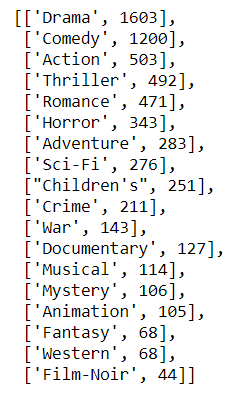 [['Drama', 1603],
['Comedy', 1200],
['Action', 503],
['Thriller', 492],
['Romance', 471],
['Horror', 343],
['Adventure', 283],
['Sci-Fi', 276],
["Children's", 251],
['Crime', 211],
['War', 143],
['Documentary', 127],
['Musical', 114],
['Mystery', 106],
['Animation', 105],
['Fantasy', 68],
['Western', 68],
['Film-Noir', 44]]